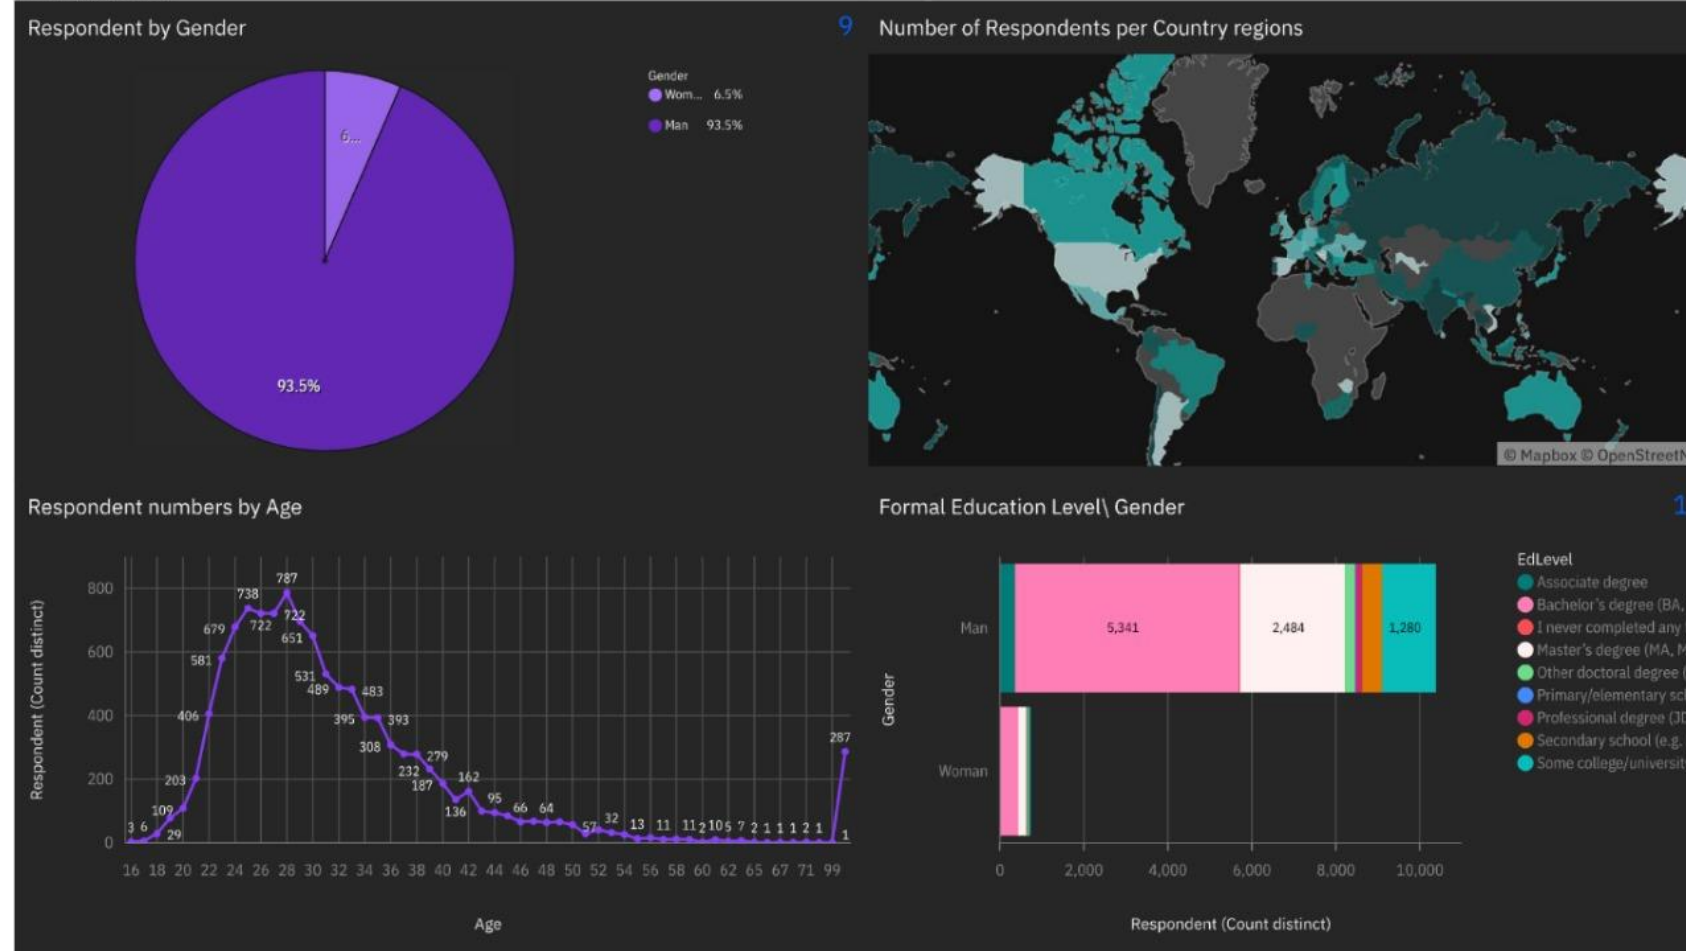 Respondent by Gender
9
Gender
Wom... 6.5%
Man 93.5%
6...
93.5%
Number of Respondents per Country regions
© Mapbox © OpenStreetM
Respondent numbers by Age
Respondent (Count distinct)
800
600
400
200
0
3 6 29 109 203 406 581 679 738 722 787 722 651 531 489 483 395 393 308 279 232 187 162 136 95 66 64 57 32 13 11 11 2 10 5 7 2 1 1 1 2 1 1 287
16 18 20 22 24 26 28 30 32 34 36 38 40 42 44 46 48 50 52 54 56 58 60 62 65 67 71 99
Age
Formal Education Level\ Gender
1
Gender
Man
5,341 2,484 1,280
Woman
0 2,000 4,000 6,000 8,000 10,000
Respondent (Count distinct)
EdLevel
Associate degree
Bachelor's degree (BA,
I never completed any
Master's degree (MA, M
Other doctoral degree (
Primary/elementary sc
Professional degree (JD
Secondary school (e.g.
Some college/universit